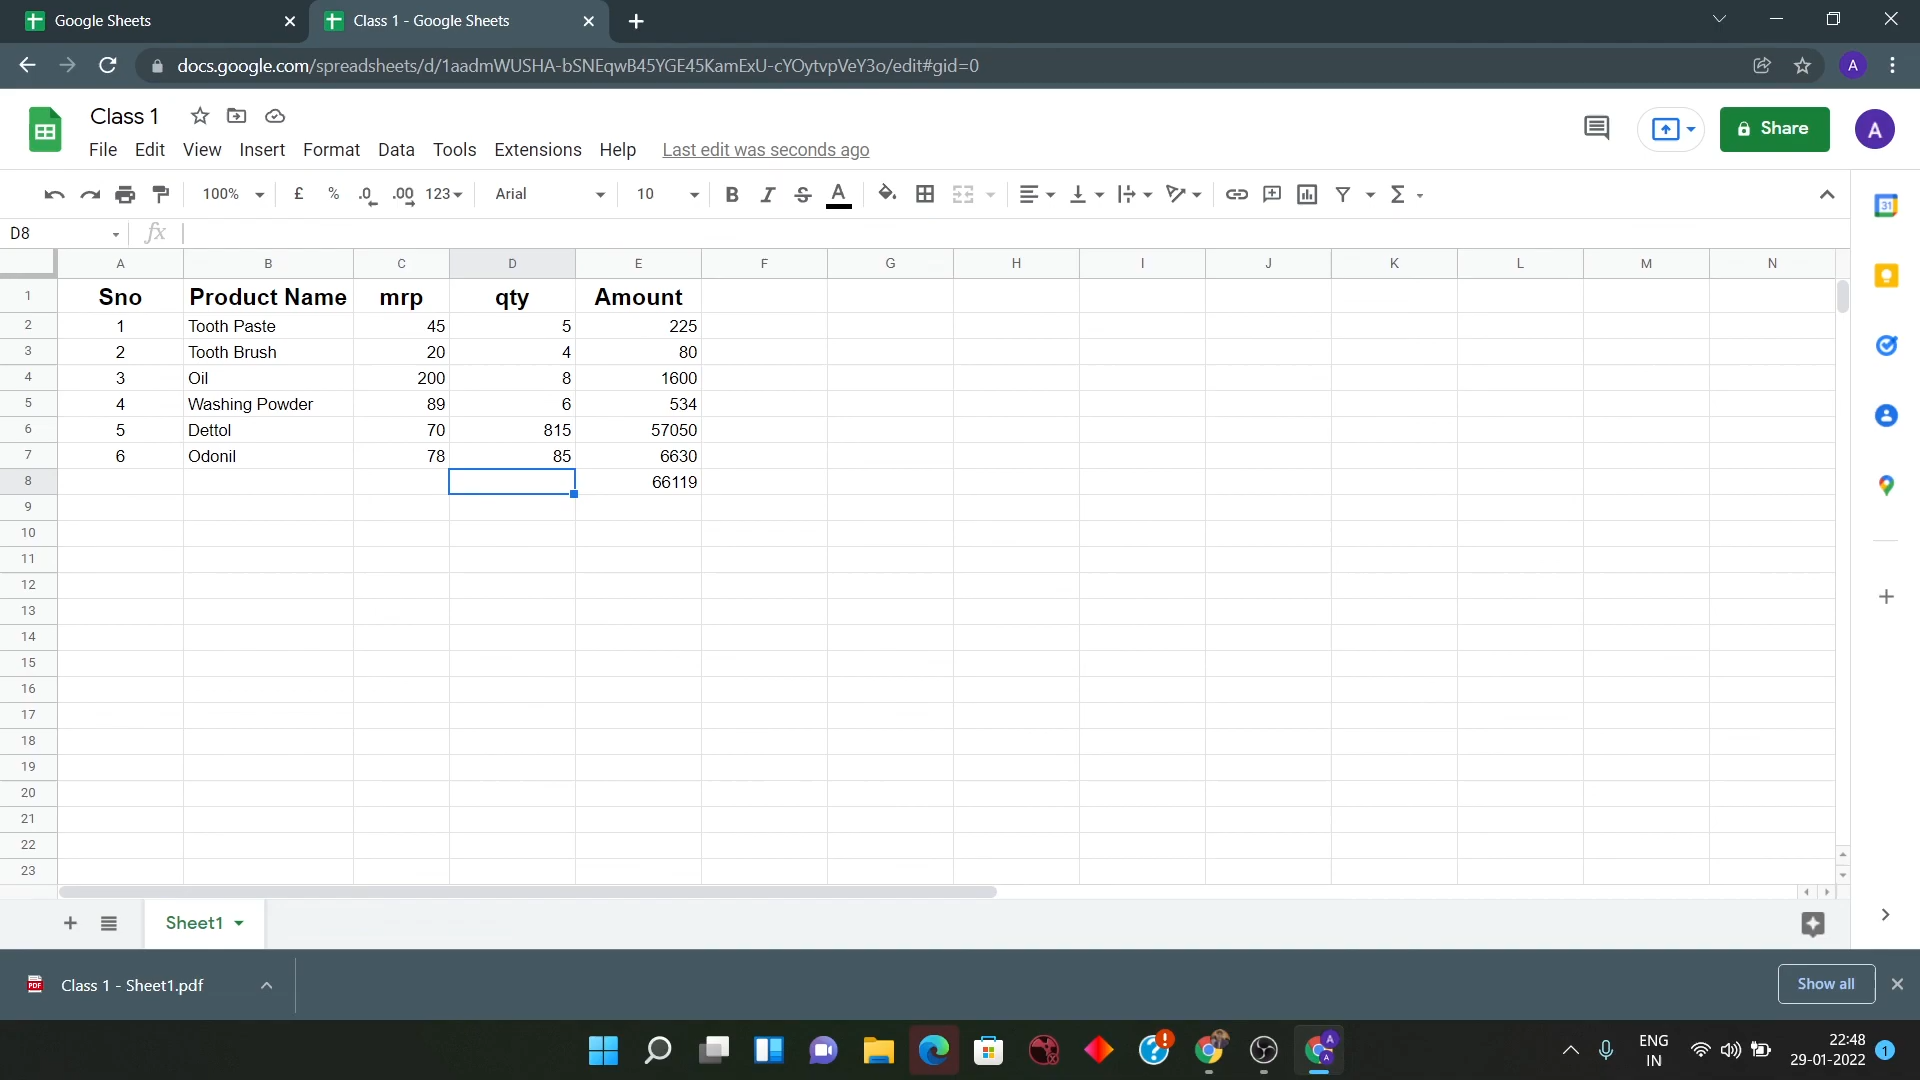 Google Sheets
Class 1 - Google Sheets
docs.google.com/spreadsheets/d/1aadmWUSHA-bSNEqwB45YGE45KamExU-cYOytvpVeY3o/edit#gid=0
A
Class 1
File Edit View Insert Format Data Tools Extensions Help Last edit was seconds ago
Share
A
100% £ % .0 .00 123 Arial 10 B I S A Σ
31
D8 fx
A B C D E F G H I J K L M N
1 Sno Product Name mrp qty Amount
2 1 Tooth Paste 45 5 225
3 2 Tooth Brush 20 4 80
4 3 Oil 200 8 1600
5 4 Washing Powder 89 6 534
6 5 Dettol 70 815 57050
7 6 Odonil 78 85 6630
8 66119
9
10
11
12
13
14
15
16
17
18
19
20
21
22
23
Sheet1
PDF Class 1 - Sheet1.pdf
Show all
ENG
IN
22:48
29-01-2022
1